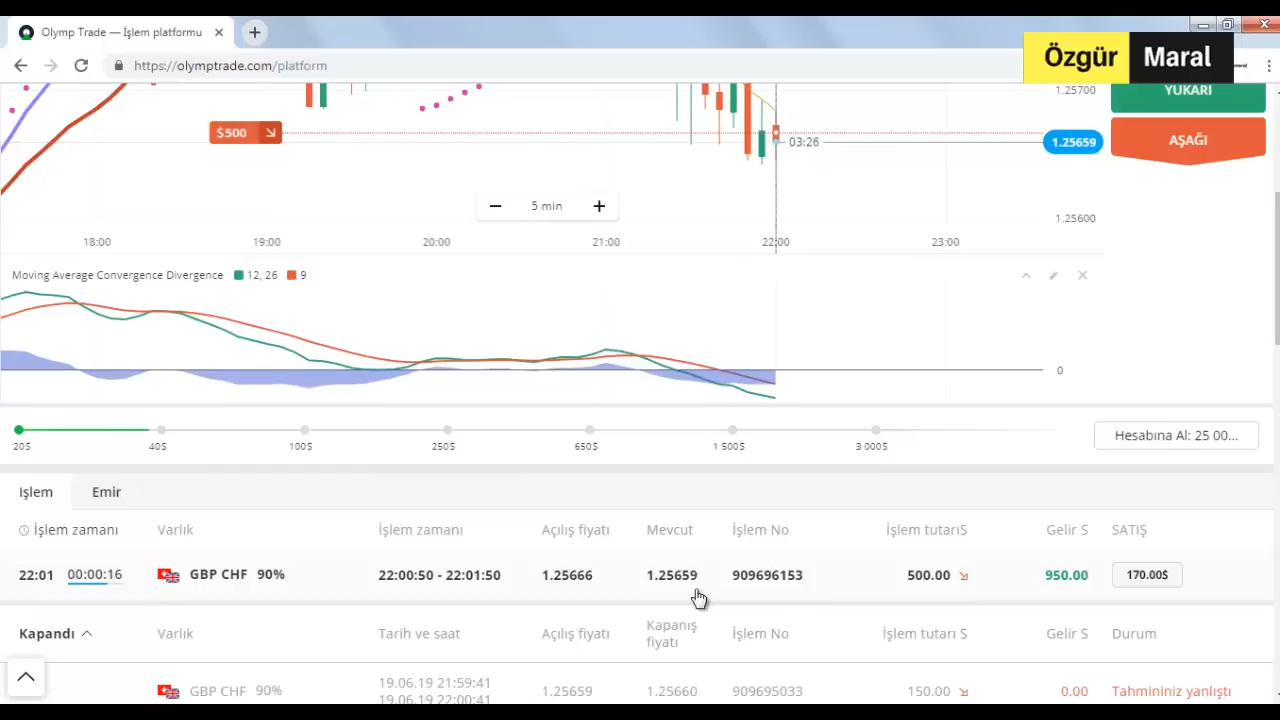 Olymp Trade — İşlem platformu
https://olymptrade.com/platform
Özgür Maral
1.25700
YUKARI
$500
03:26
1.25659
AŞAĞI
5 min
1.25600
18:00 19:00 20:00 21:00 22:00 23:00
Moving Average Convergence Divergence 12, 26 9
0
20$ 40$ 100$ 250$ 650$ 1 500$ 3 000$
Hesabına Al: 25 00...
Işlem Emir
İşlem zamanı Varlık İşlem zamanı Açılış fiyatı Mevcut İşlem No İşlem tutarı$ Gelir $ SATIŞ
22:01 00:00:16 GBP CHF 90% 22:00:50 - 22:01:50 1.25666 1.25659 909696153 500.00 950.00 170.00$
Kapandı Varlık Tarih ve saat Açılış fiyatı Kapanış fiyatı İşlem No İşlem tutarı $ Gelir $ Durum
GBP CHF 90% 19.06.19 21:59:41 1.25659 1.25660 909695033 150.00 0.00 Tahmininiz yanlıştı
19.06.19 22:00:41